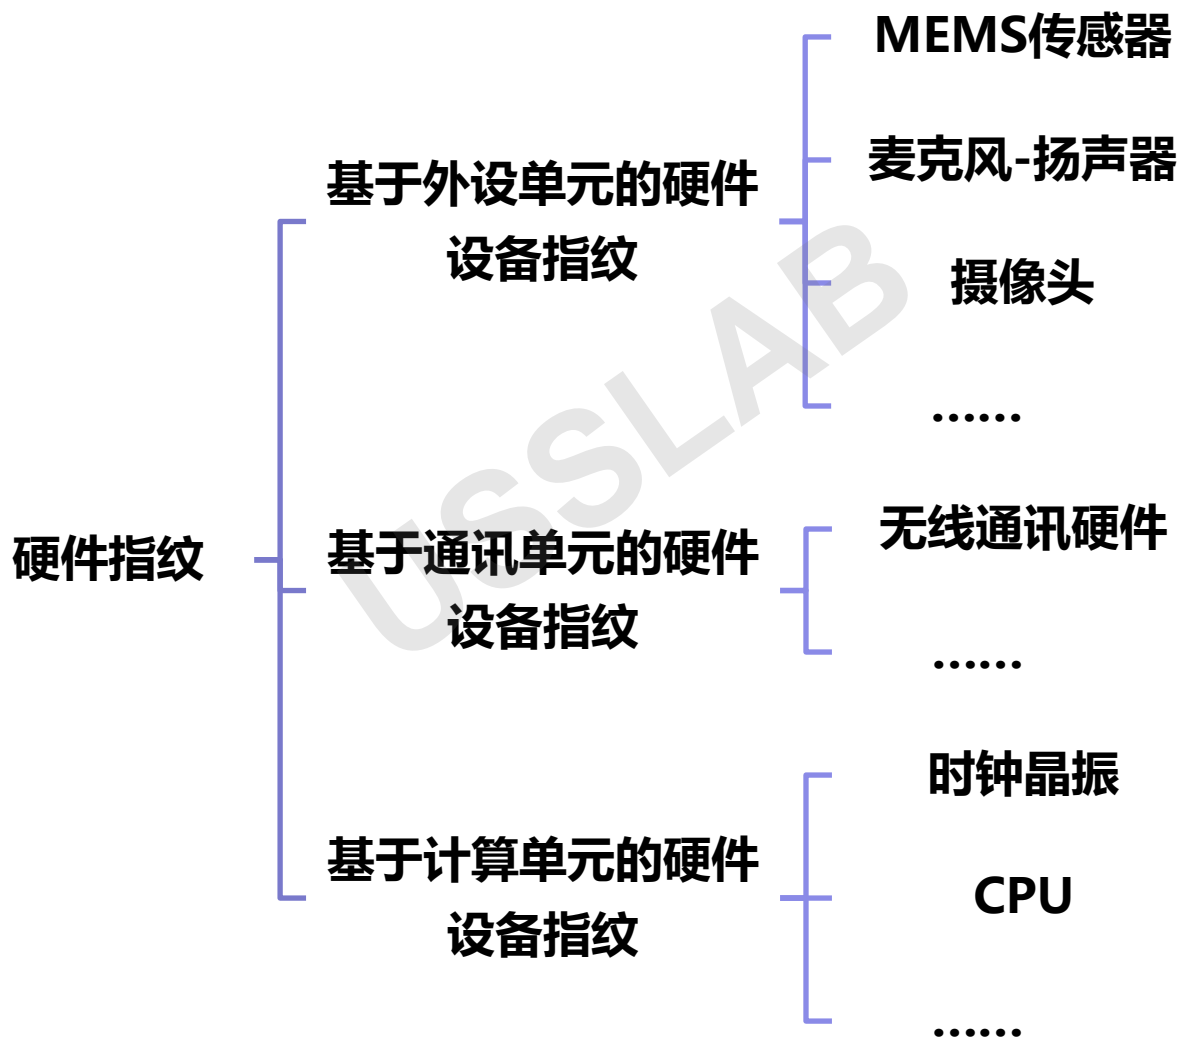 硬件指纹
基于外设单元的硬件
设备指纹
MEMS传感器
麦克风-扬声器
摄像头
……
基于通讯单元的硬件
设备指纹
无线通讯硬件
……
基于计算单元的硬件
设备指纹
时钟晶振
CPU
……
USSLAB